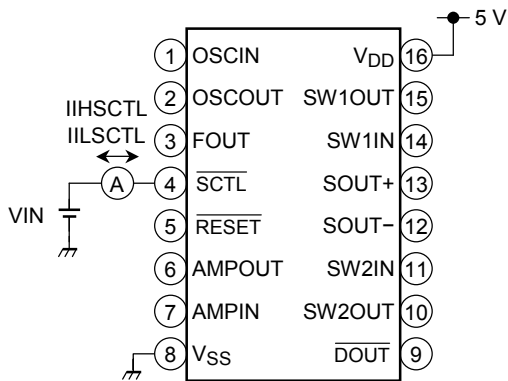 5 V
1 OSCIN VDD 16
2 OSCOUT SW1OUT 15
IIHSCTL
IILSCTL
3 FOUT SW1IN 14
A 4 SCTL SOUT+ 13
VIN
5 RESET SOUT− 12
6 AMPOUT SW2IN 11
7 AMPIN SW2OUT 10
8 VSS DOUT 9